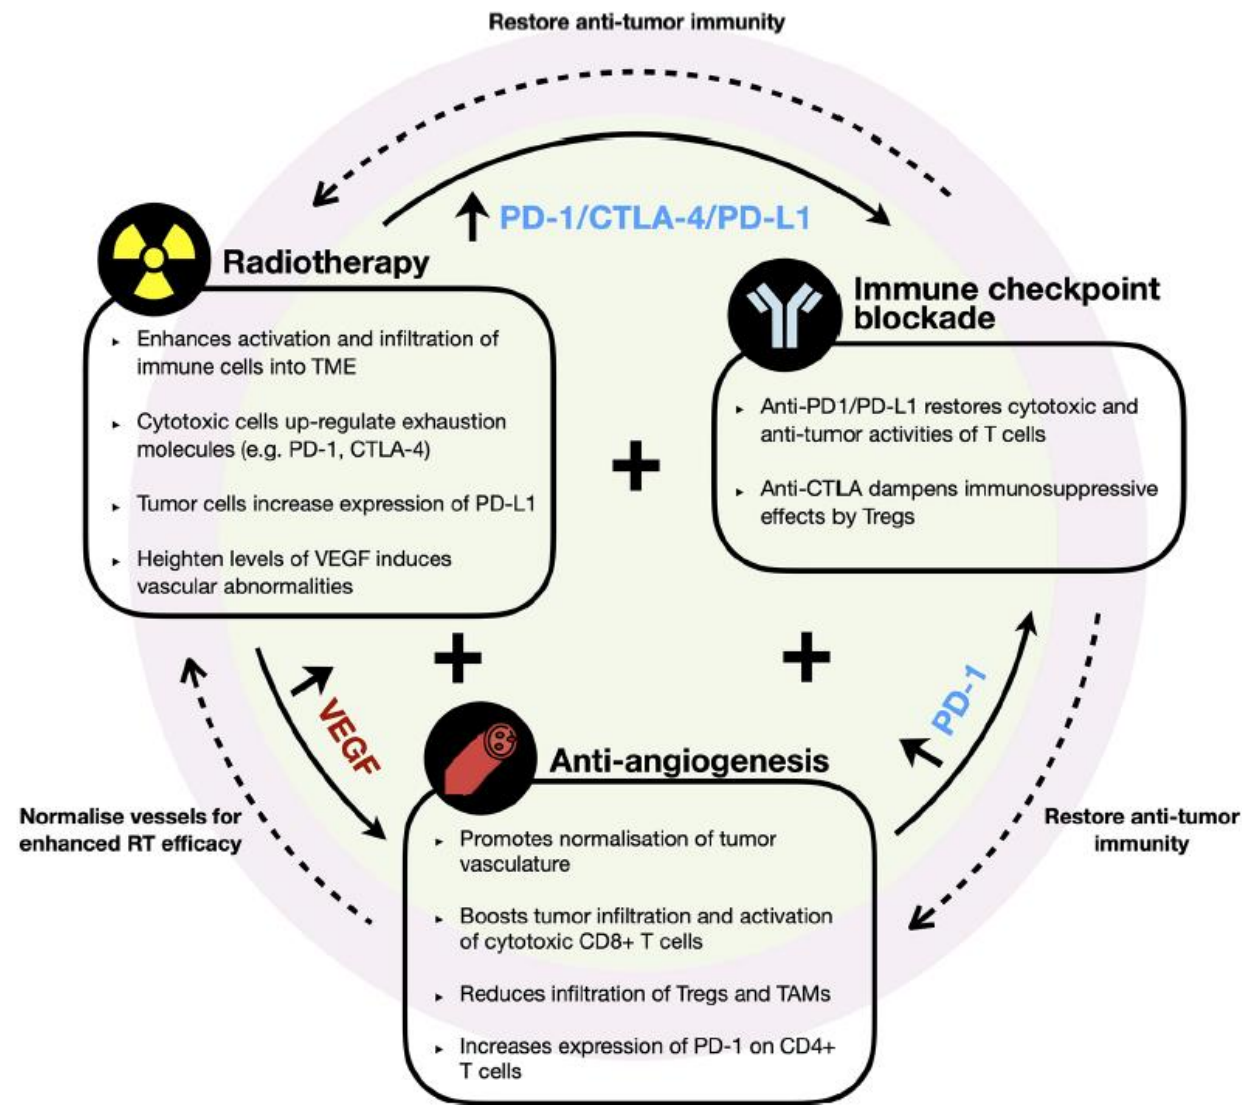 Restore anti-tumor immunity
PD-1/CTLA-4/PD-L1
Radiotherapy
Enhances activation and infiltration of
immune cells into TME
Cytotoxic cells up-regulate exhaustion
molecules (e.g. PD-1, CTLA-4)
Tumor cells increase expression of PD-L1
Heighten levels of VEGF induces
vascular abnormalities
Immune checkpoint
blockade
Anti-PD1/PD-L1 restores cytotoxic and
anti-tumor activities of T cells
Anti-CTLA dampens immunosuppressive
effects by Tregs
+
+
+
VEGF
PD-1
Anti-angiogenesis
Promotes normalisation of tumor
vasculature
Boosts tumor infiltration and activation
of cytotoxic CD8+ T cells
Reduces infiltration of Tregs and TAMs
Increases expression of PD-1 on CD4+
T cells
Normalise vessels for
enhanced RT efficacy
Restore anti-tumor
immunity